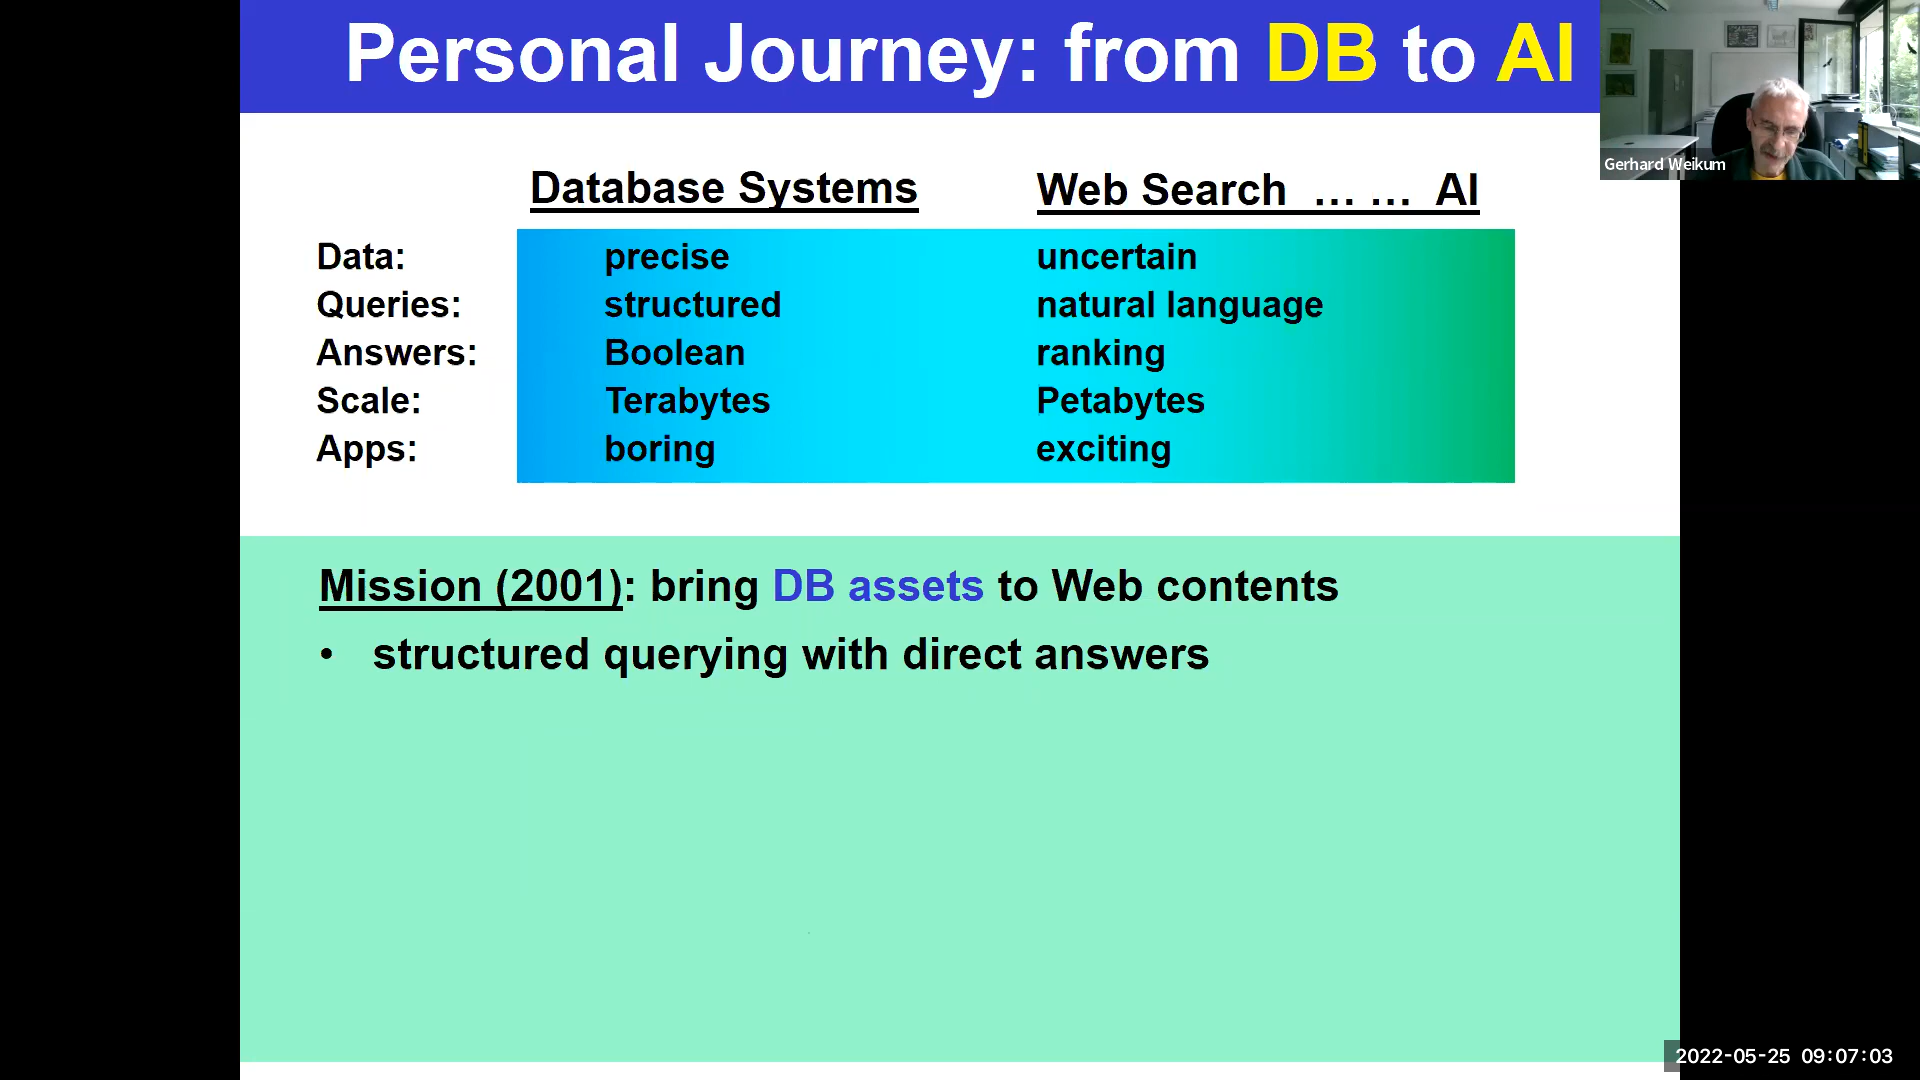 Personal Journey: from DB to AI
Gerhard Weikum
Database Systems Web Search ... ... AI
Data: precise uncertain
Queries: structured natural language
Answers: Boolean ranking
Scale: Terabytes Petabytes
Apps: boring exciting
Mission (2001): bring DB assets to Web contents
• structured querying with direct answers
2022-05-25 09:07:03